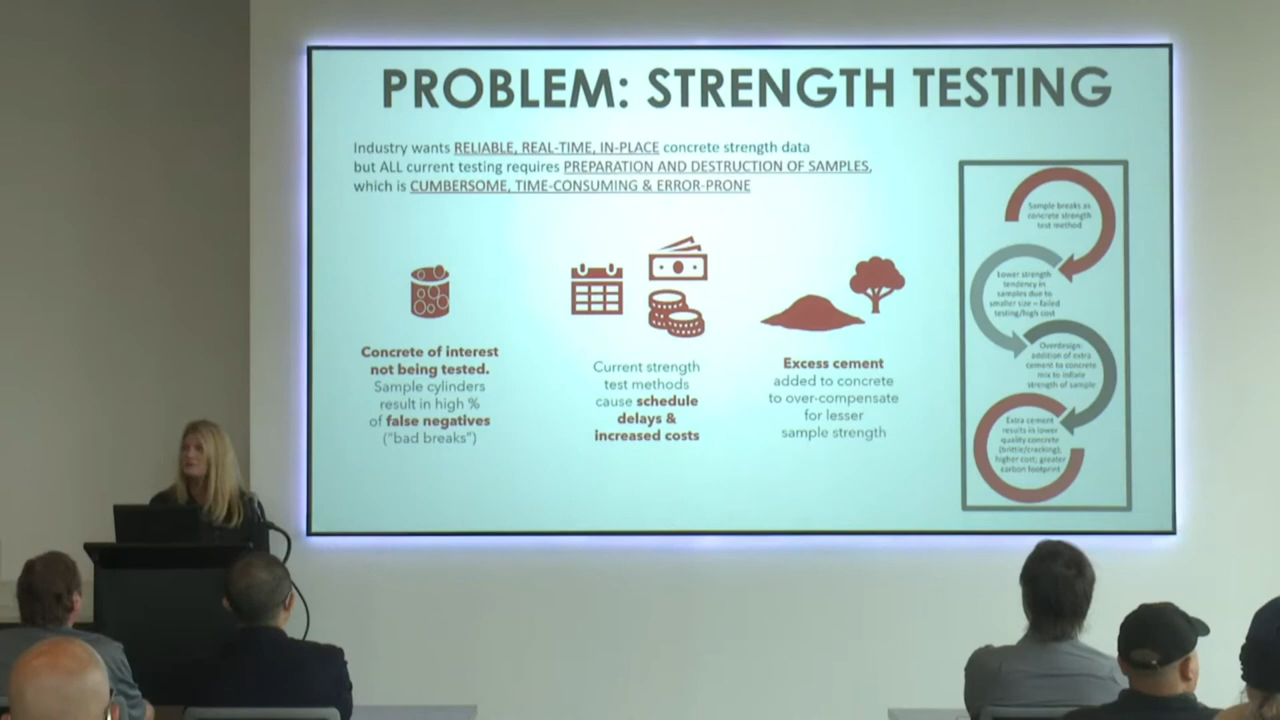 PROBLEM: STRENGTH TESTING
Industry wants RELIABLE, REAL-TIME, IN-PLACE concrete strength data
but ALL current testing requires PREPARATION AND DESTRUCTION OF SAMPLES,
which is CUMBERSOME, TIME-CONSUMING & ERROR-PRONE
Concrete of interest
not being tested.
Sample cylinders
result in high %
of false negatives
("bad breaks")
Current strength
test methods
cause schedule
delays &
increased costs
Excess cement
added to concrete
to over-compensate
for lesser
sample strength
Sample breaks as
concrete strength
test method
Lower strength
tendency in
samples due to
smaller size – failed
testing/high cost
Overdesign:
addition of extra
cement to concrete
mix to inflate
strength of sample
Extra cement
results in lower
quality concrete
(brittle/cracking);
higher cost; greater
carbon footprint